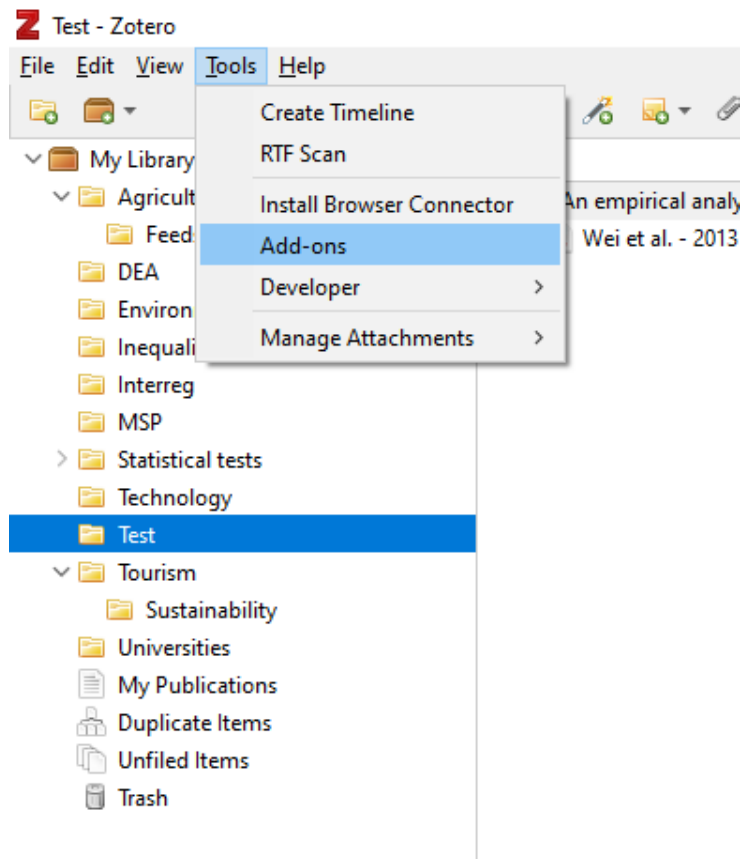 Test - Zotero
File Edit View Tools Help
Create Timeline
RTF Scan
Install Browser Connector
Add-ons
Developer
Manage Attachments
My Library
Agricult
Feed
DEA
Environ
Inequali
Interreg
MSP
Statistical tests
Technology
Test
Tourism
Sustainability
Universities
My Publications
Duplicate Items
Unfiled Items
Trash
An empirical analy
Wei et al. - 2013